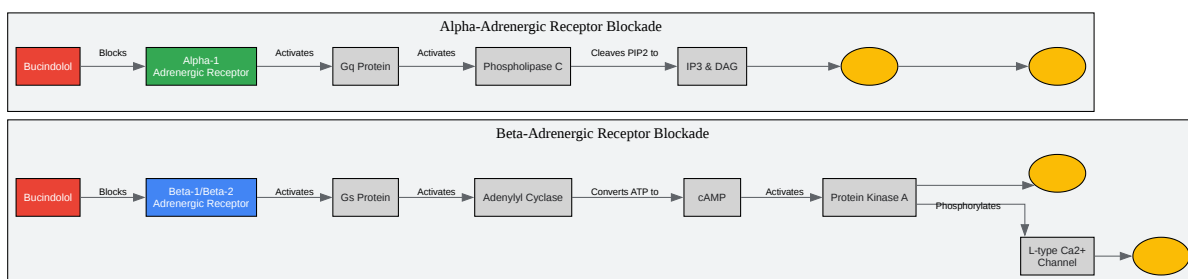 Alpha-Adrenergic Receptor Blockade
Bucindolol
Blocks
Alpha-1
Adrenergic Receptor
Activates
Gq Protein
Activates
Phospholipase C
Cleaves PIP2 to
IP3 & DAG
Beta-Adrenergic Receptor Blockade
Bucindolol
Blocks
Beta-1/Beta-2
Adrenergic Receptor
Activates
Gs Protein
Activates
Adenylyl Cyclase
Converts ATP to
cAMP
Activates
Protein Kinase A
Phosphorylates
L-type Ca2+
Channel